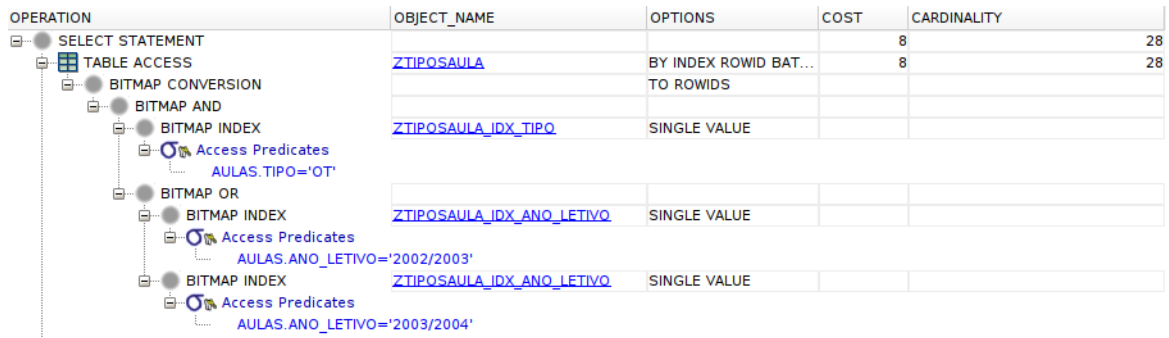 OPERATION OBJECT_NAME OPTIONS COST CARDINALITY
SELECT STATEMENT 8 28
TABLE ACCESS ZTIPOSAULA BY INDEX ROWID BAT... 8 28
BITMAP CONVERSION TO ROWIDS
BITMAP AND
BITMAP INDEX ZTIPOSAULA_IDX_TIPO SINGLE VALUE
Access Predicates
AULAS.TIPO='OT'
BITMAP OR
BITMAP INDEX ZTIPOSAULA_IDX_ANO_LETIVO SINGLE VALUE
Access Predicates
AULAS.ANO_LETIVO='2002/2003'
BITMAP INDEX ZTIPOSAULA_IDX_ANO_LETIVO SINGLE VALUE
Access Predicates
AULAS.ANO_LETIVO='2003/2004'